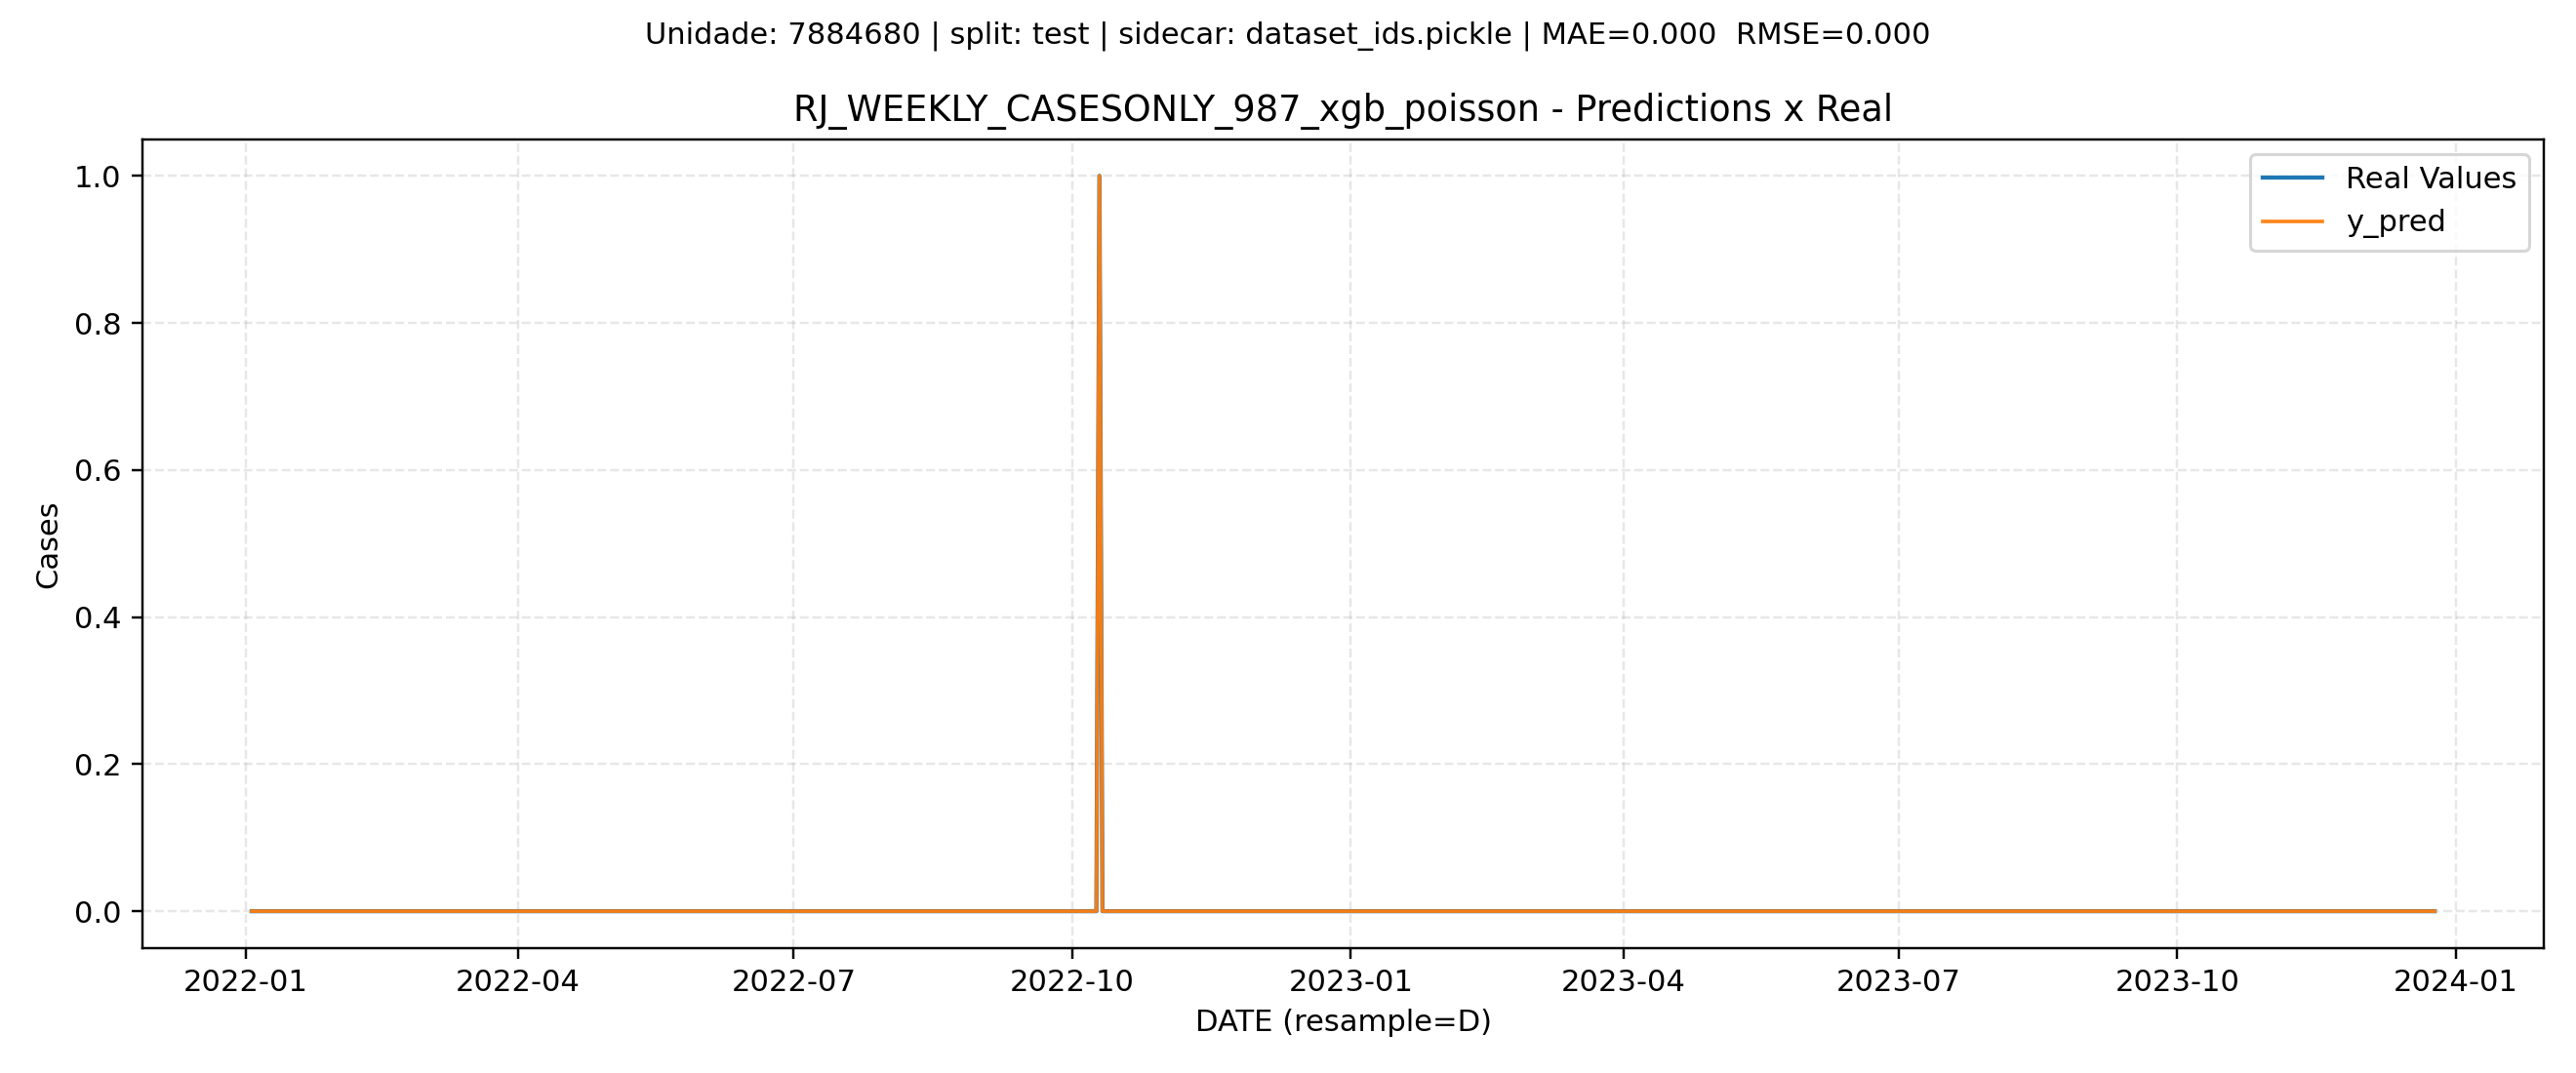 Unidade: 7884680 | split: test | sidecar: dataset_ids.pickle | MAE=0.000  RMSE=0.000
RJ_WEEKLY_CASESONLY_987_xgb_poisson - Predictions x Real
Real Values
y_pred
1.0
0.8
0.6
0.4
0.2
0.0
Cases
2022-01
2022-04
2022-07
2022-10
2023-01
2023-04
2023-07
2023-10
2024-01
DATE (resample=D)